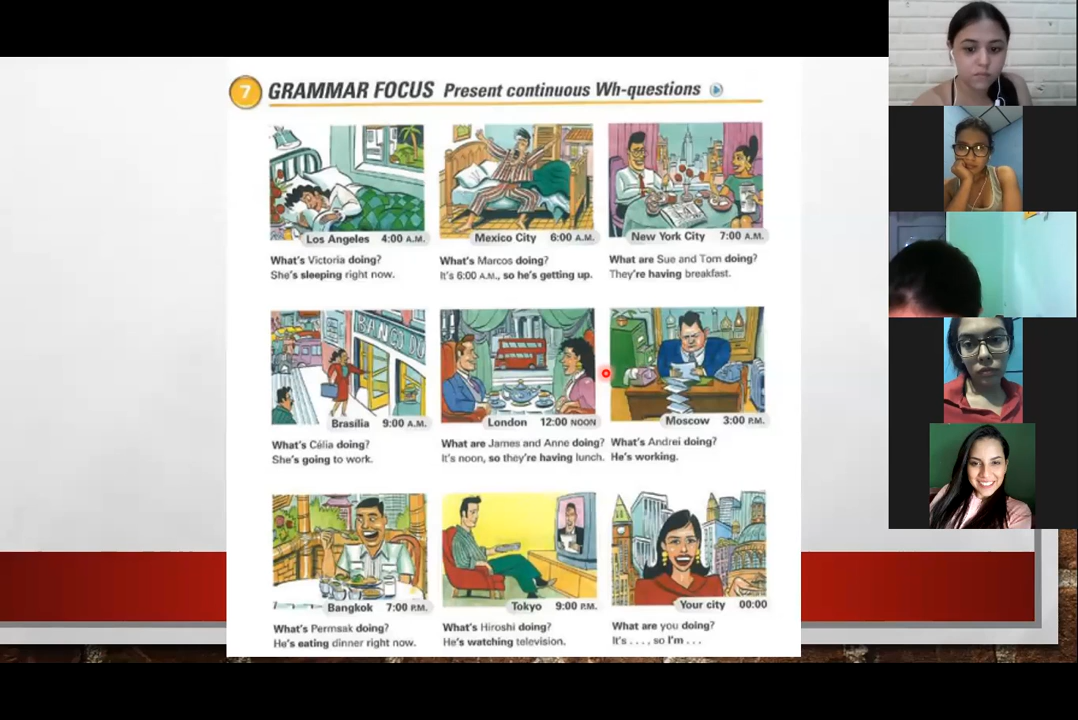 7 GRAMMAR FOCUS Present continuous Wh-questions
Los Angeles 4:00 A.M.
What's Victoria doing?
She's sleeping right now.
Mexico City 6:00 A.M.
What's Marcos doing?
It's 6:00 A.M., so he's getting up.
New York City 7:00 A.M.
What are Sue and Tom doing?
They're having breakfast.
BANCO DO
Brasília 9:00 A.M.
What's Célia doing?
She's going to work.
London 12:00 NOON
What are James and Anne doing?
It's noon, so they're having lunch.
Moscow 3:00 P.M.
What's Andrei doing?
He's working.
Bangkok 7:00 P.M.
What's Permsak doing?
He's eating dinner right now.
Tokyo 9:00 P.M.
What's Hiroshi doing?
He's watching television.
Your city 00:00
What are you doing?
It's . . . , so I'm . . .